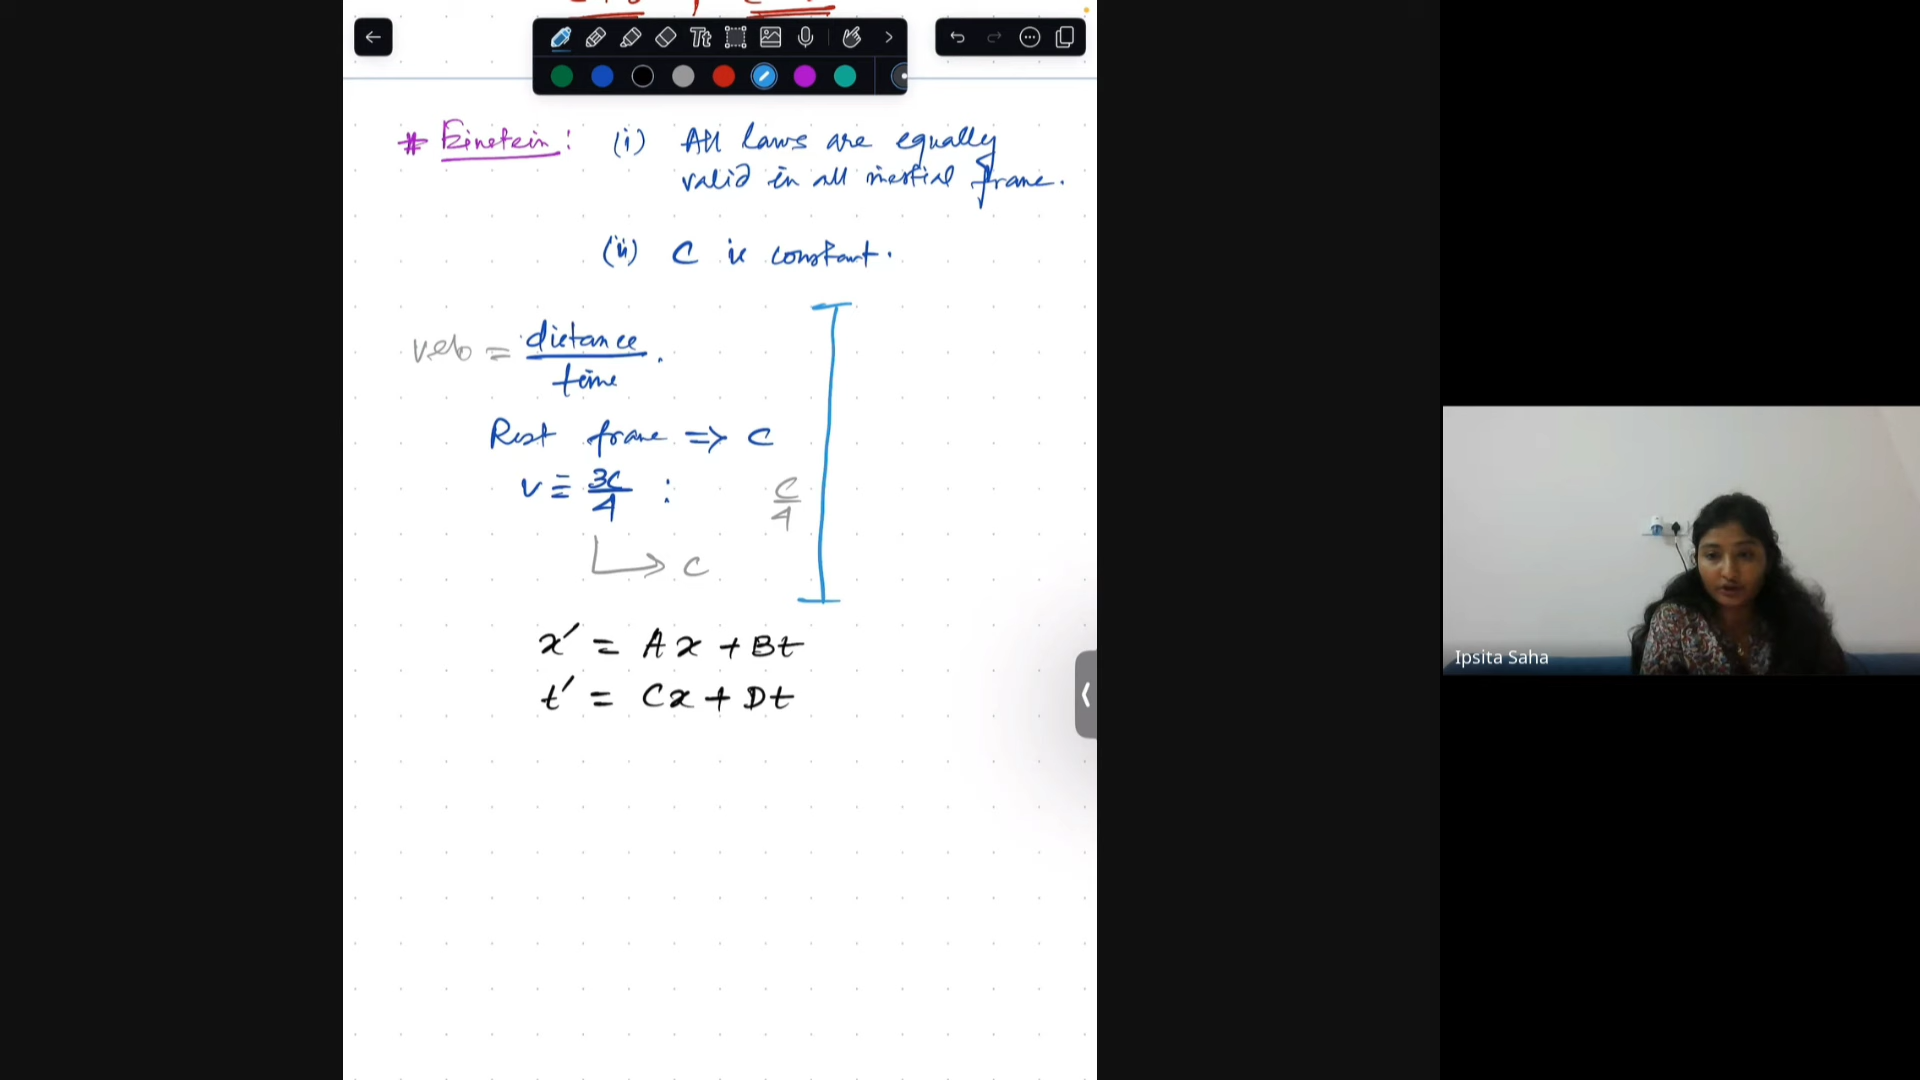 # Einstein : (i) All laws are equally
valid in all inertial frame.
(ii) C is constant.
velo = distance / time .
Rest frame => C
v ≡ 3C/4 :
C/4
↳ C
x′ = Ax + Bt
t′ = Cx + Dt
Tt
Ipsita Saha